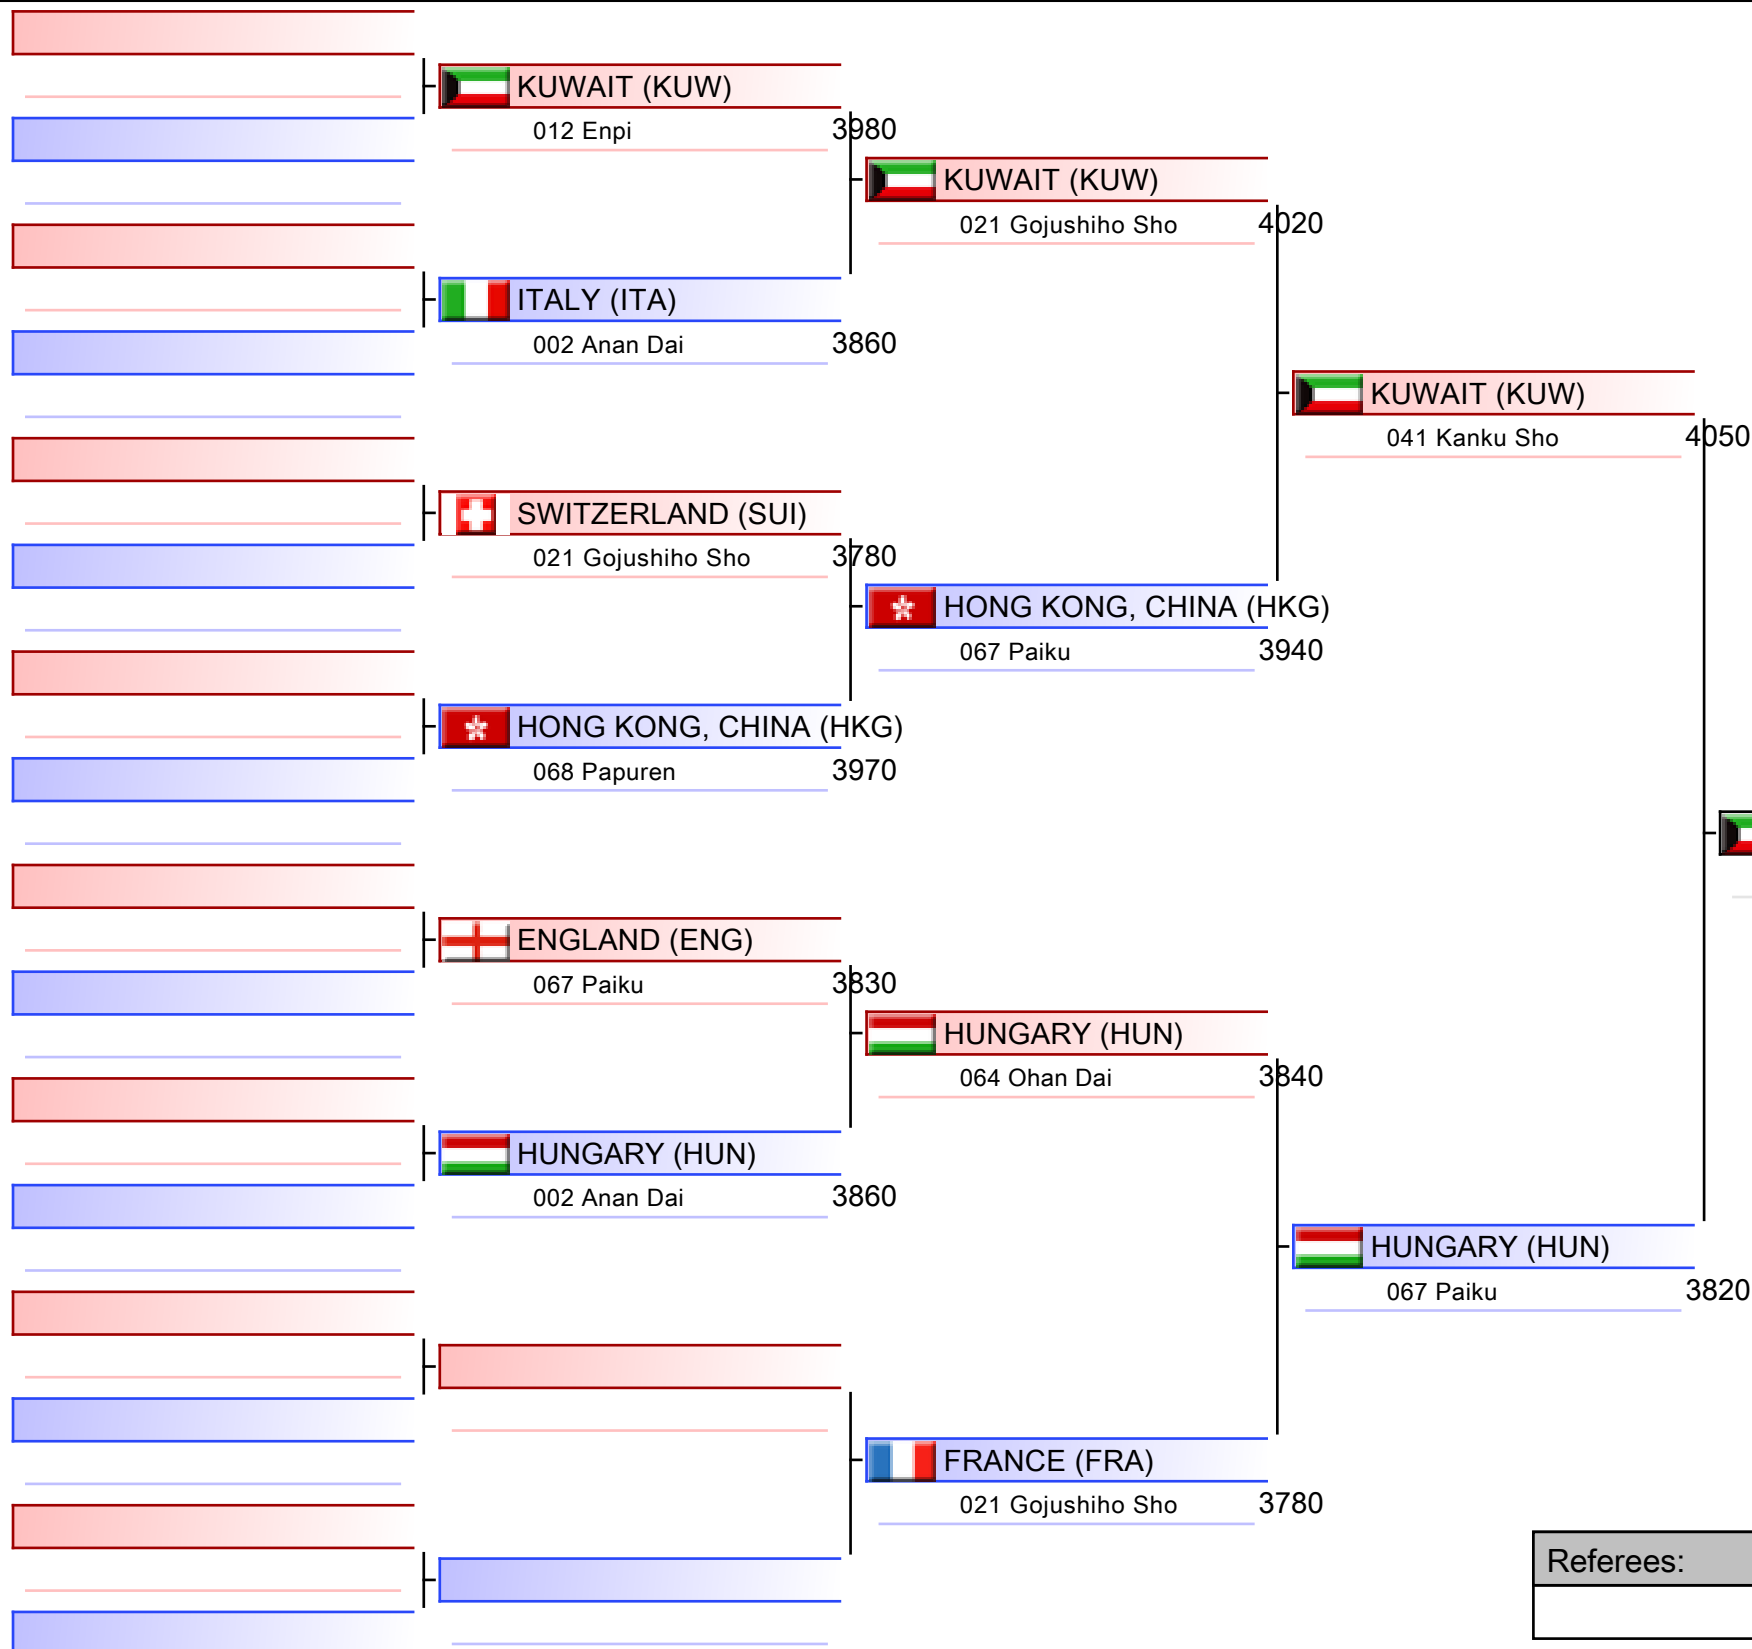 KUWAIT (KUW)
012 Enpi 3980
ITALY (ITA)
002 Anan Dai 3860
SWITZERLAND (SUI)
021 Gojushiho Sho 3780
HONG KONG, CHINA (HKG)
068 Papuren 3970
ENGLAND (ENG)
067 Paiku 3830
HUNGARY (HUN)
002 Anan Dai 3860
KUWAIT (KUW)
021 Gojushiho Sho 4020
HONG KONG, CHINA (HKG)
067 Paiku 3940
HUNGARY (HUN)
064 Ohan Dai 3840
FRANCE (FRA)
021 Gojushiho Sho 3780
KUWAIT (KUW)
041 Kanku Sho 4050
HUNGARY (HUN)
067 Paiku 3820
Referees: